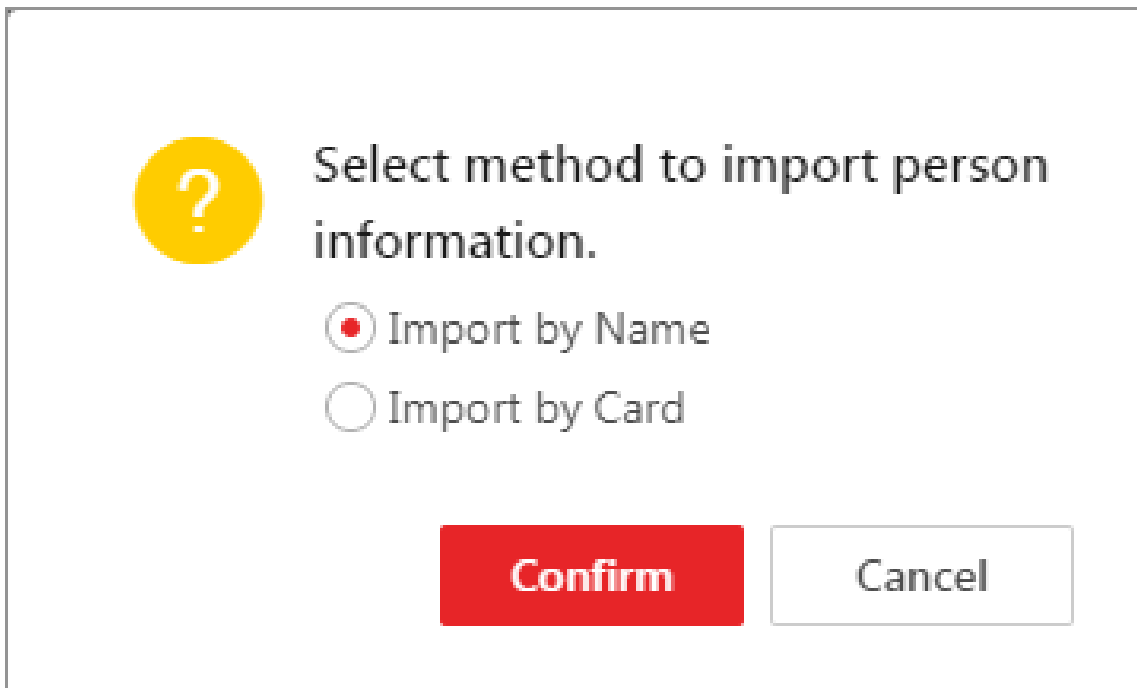 ?
Select method to import person
information.
Import by Name
Import by Card
Confirm Cancel